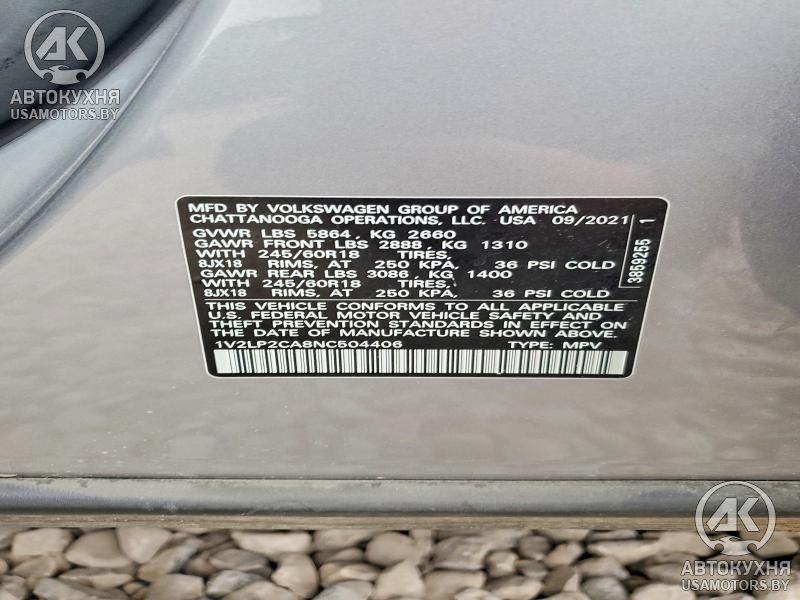 AK
АВТОКУХНЯ
USAMOTORS.BY
MFD BY VOLKSWAGEN GROUP OF AMERICA
CHATTANOOGA OPERATIONS, LLC. USA 09/2021
GVWR LBS 5864, KG 2660
GAWR FRONT LBS 2888, KG 1310
WITH 245/60R18 TIRES,
8JX18 RIMS, AT 250 KPA, 36 PSI COLD
GAWR REAR LBS 3086, KG 1400
WITH 245/60R18 TIRES,
8JX18 RIMS, AT 250 KPA, 36 PSI COLD
THIS VEHICLE CONFORMS TO ALL APPLICABLE
U.S. FEDERAL MOTOR VEHICLE SAFETY AND
THEFT PREVENTION STANDARDS IN EFFECT ON
THE DATE OF MANUFACTURE SHOWN ABOVE.
1V2LP2CA8NC504406 TYPE: MPV
3859255 1
AK
АВТОКУХНЯ
USAMOTORS.BY